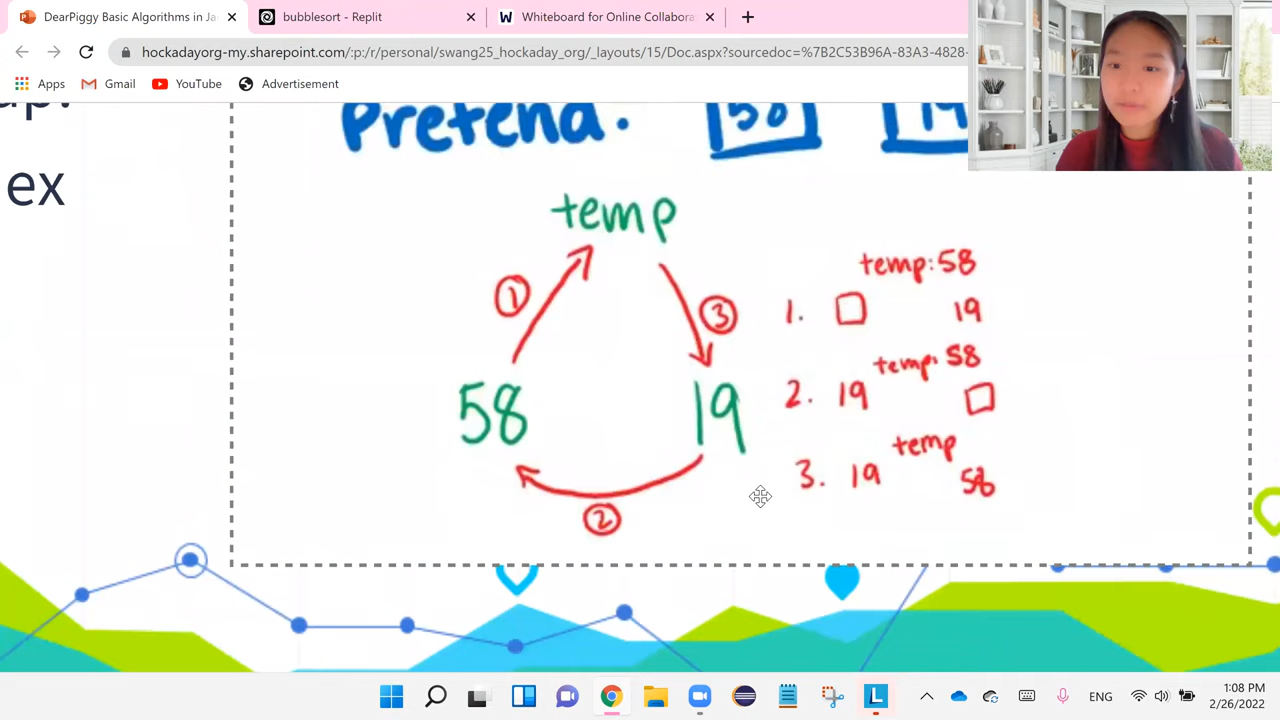 DearPiggy Basic Algorithms in Ja
bubblesort - Replit
W Whiteboard for Online Collabora
hockadayorg-my.sharepoint.com/:p:/r/personal/swang25_hockaday_org/_layouts/15/Doc.aspx?sourcedoc=%7B2C53B96A-83A3-4828-
Apps Gmail YouTube Advertisement
Pretend: 58 19
ex
temp
① ③
58 19
②
temp: 58
1. □ 19
temp: 58
2. 19 □
temp
3. 19 58
L ENG 1:08 PM
2/26/2022